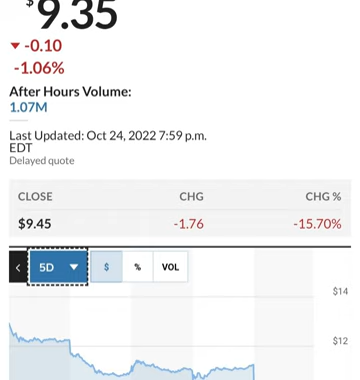 $9.35
-0.10
-1.06%
After Hours Volume:
1.07M
Last Updated: Oct 24, 2022 7:59 p.m.
EDT
Delayed quote
CLOSE CHG CHG %
$9.45 -1.76 -15.70%
5D $ % VOL
$14
$12